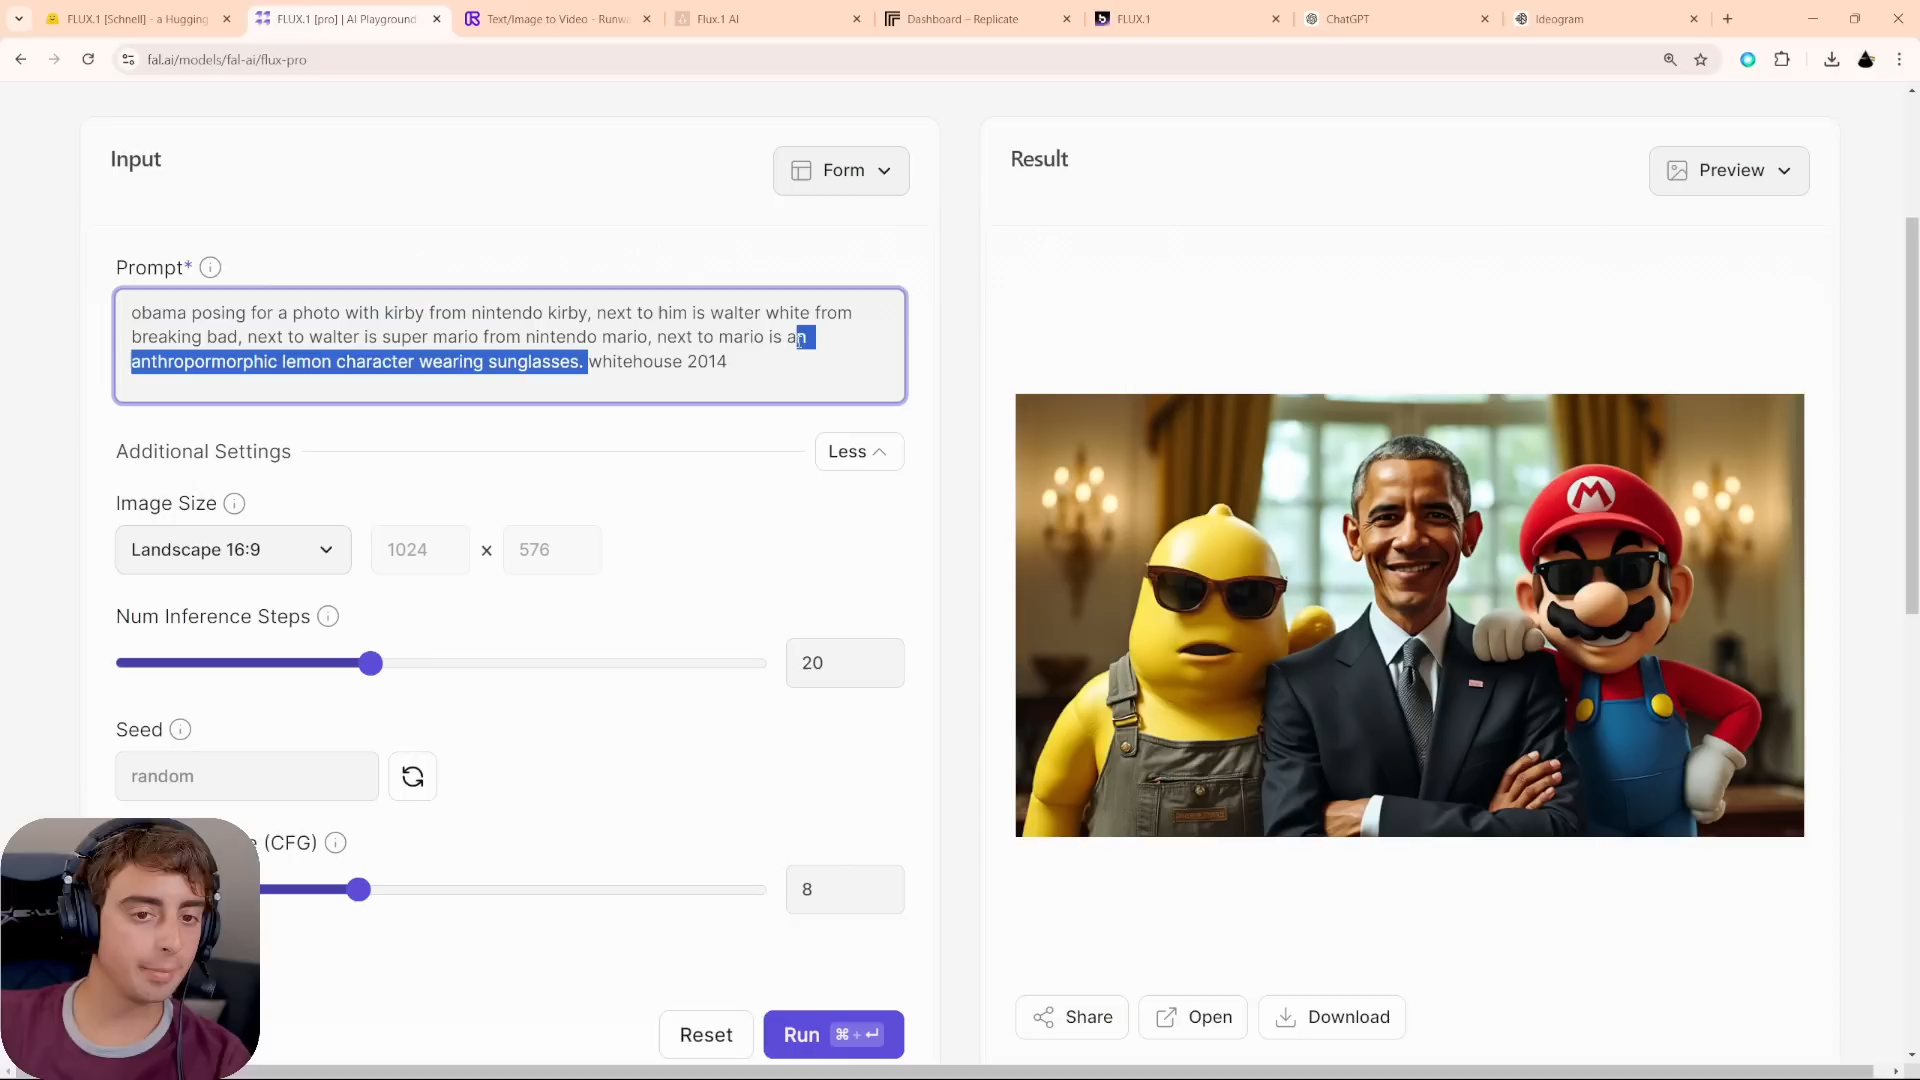 FLUX.1 [Schnell] - a Hugging
FLUX.1 [pro] | AI Playground
Text/Image to Video - Runwa
Flux.1 AI
Dashboard – Replicate
FLUX.1
ChatGPT
Ideogram
fal.ai/models/fal-ai/flux-pro
Input
Form
Result
Preview
Prompt*
obama posing for a photo with kirby from nintendo kirby, next to him is walter white from
breaking bad, next to walter is super mario from nintendo mario, next to mario is an
anthropormorphic lemon character wearing sunglasses. whitehouse 2014
Additional Settings
Less
Image Size
Landscape 16:9
1024 x 576
Num Inference Steps
20
Seed
random
e (CFG)
8
Reset
Run ⌘ + ↵
M
Share
Open
Download